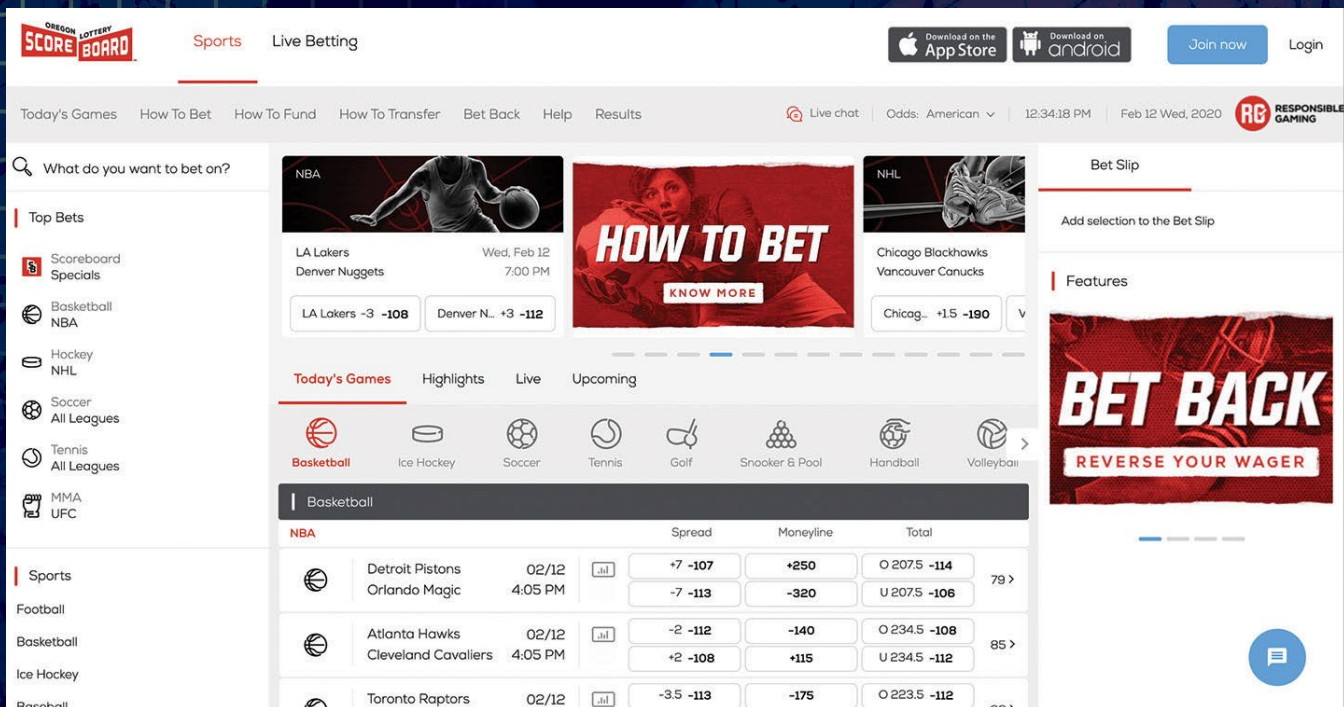 OREGON LOTTERY
SCORE BOARD
Sports
Live Betting
Download on the
App Store
Download on
android
Join now
Login
Today's Games
How To Bet
How To Fund
How To Transfer
Bet Back
Help
Results
Live chat
Odds: American
12:34:18 PM
Feb 12 Wed, 2020
RG
RESPONSIBLE
GAMING
What do you want to bet on?
Top Bets
Scoreboard
Specials
Basketball
NBA
Hockey
NHL
Soccer
All Leagues
Tennis
All Leagues
MMA
UFC
Sports
Football
Basketball
Ice Hockey
Baseball
NBA
LA Lakers
Wed, Feb 12
Denver Nuggets
7:00 PM
LA Lakers -3 -108
Denver N... +3 -112
HOW TO BET
KNOW MORE
NHL
Chicago Blackhawks
Vancouver Canucks
Chicag... +1.5 -190
V
Today's Games
Highlights
Live
Upcoming
Basketball
Ice Hockey
Soccer
Tennis
Golf
Snooker & Pool
Handball
Volleyball
Basketball
NBA Spread Moneyline Total
Detroit Pistons 02/12 +7 -107 +250 O 207.5 -114
Orlando Magic 4:05 PM -7 -113 -320 U 207.5 -106
79 >
Atlanta Hawks 02/12 -2 -112 -140 O 234.5 -108
Cleveland Cavaliers 4:05 PM +2 -108 +115 U 234.5 -112
85 >
Toronto Raptors 02/12 -3.5 -113 -175 O 223.5 -112
Bet Slip
Add selection to the Bet Slip
Features
BET BACK
REVERSE YOUR WAGER